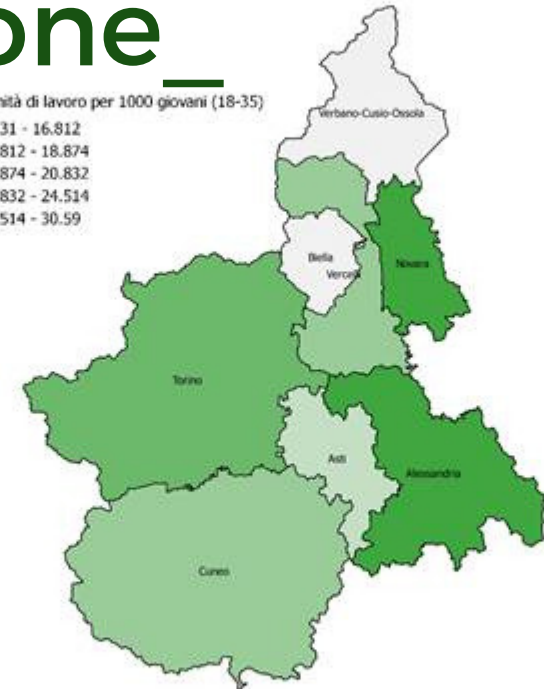 one_
nità di lavoro per 1000 giovani (18-35)
31 - 16.812
812 - 18.874
874 - 20.832
832 - 24.514
514 - 30.59
Verbano-Cusio-Ossola
Biella
Novara
Vercelli
Torino
Asti
Alessandria
Cuneo